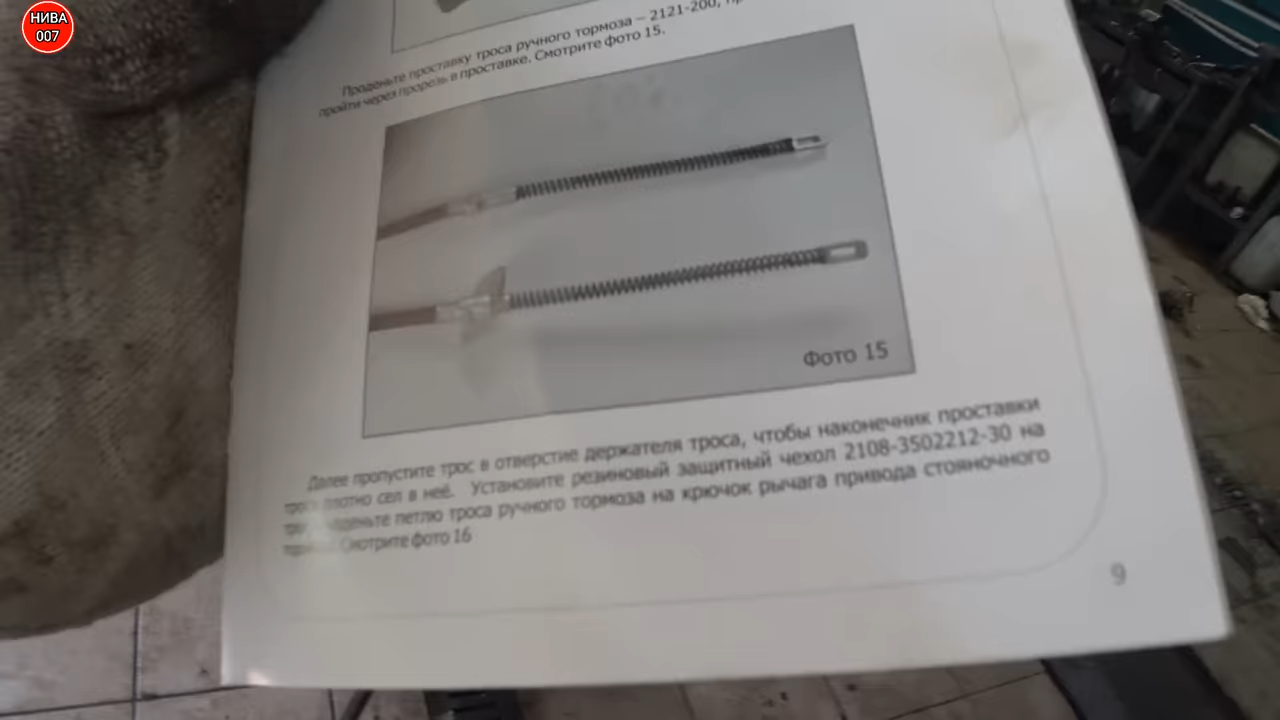 НИВА
007
Проденьте проставку троса ручного тормоза – 2121-200,
пройти через прорезь в проставке. Смотрите фото 15.
Фото 15
Далее пропустите трос в отверстие держателя троса, чтобы наконечник проставки
плотно сел в неё. Установите резиновый защитный чехол 2108-3502212-30 на
петлю троса ручного тормоза на крючок рычага привода стояночного
Смотрите фото 16
9